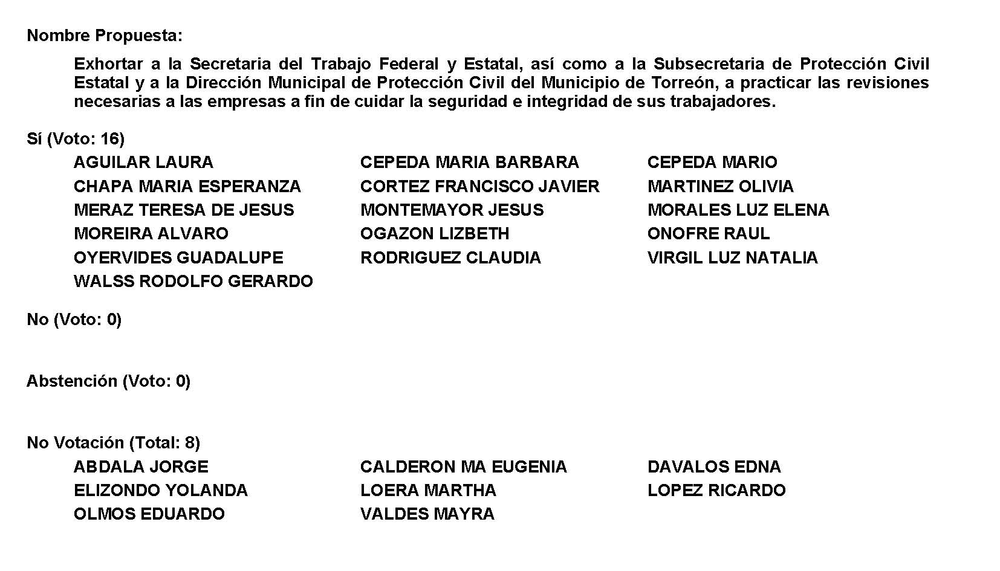 Nombre Propuesta:
Exhortar a la Secretaria del Trabajo Federal y Estatal, así como a la Subsecretaria de Protección Civil
Estatal y a la Dirección Municipal de Protección Civil del Municipio de Torreón, a practicar las revisiones
necesarias a las empresas a fin de cuidar la seguridad e integridad de sus trabajadores.
Sí (Voto: 16)
AGUILAR LAURA CEPEDA MARIA BARBARA CEPEDA MARIO
CHAPA MARIA ESPERANZA CORTEZ FRANCISCO JAVIER MARTINEZ OLIVIA
MERAZ TERESA DE JESUS MONTEMAYOR JESUS MORALES LUZ ELENA
MOREIRA ALVARO OGAZON LIZBETH ONOFRE RAUL
OYERVIDES GUADALUPE RODRIGUEZ CLAUDIA VIRGIL LUZ NATALIA
WALSS RODOLFO GERARDO
No (Voto: 0)
Abstención (Voto: 0)
No Votación (Total: 8)
ABDALA JORGE CALDERON MA EUGENIA DAVALOS EDNA
ELIZONDO YOLANDA LOERA MARTHA LOPEZ RICARDO
OLMOS EDUARDO VALDES MAYRA